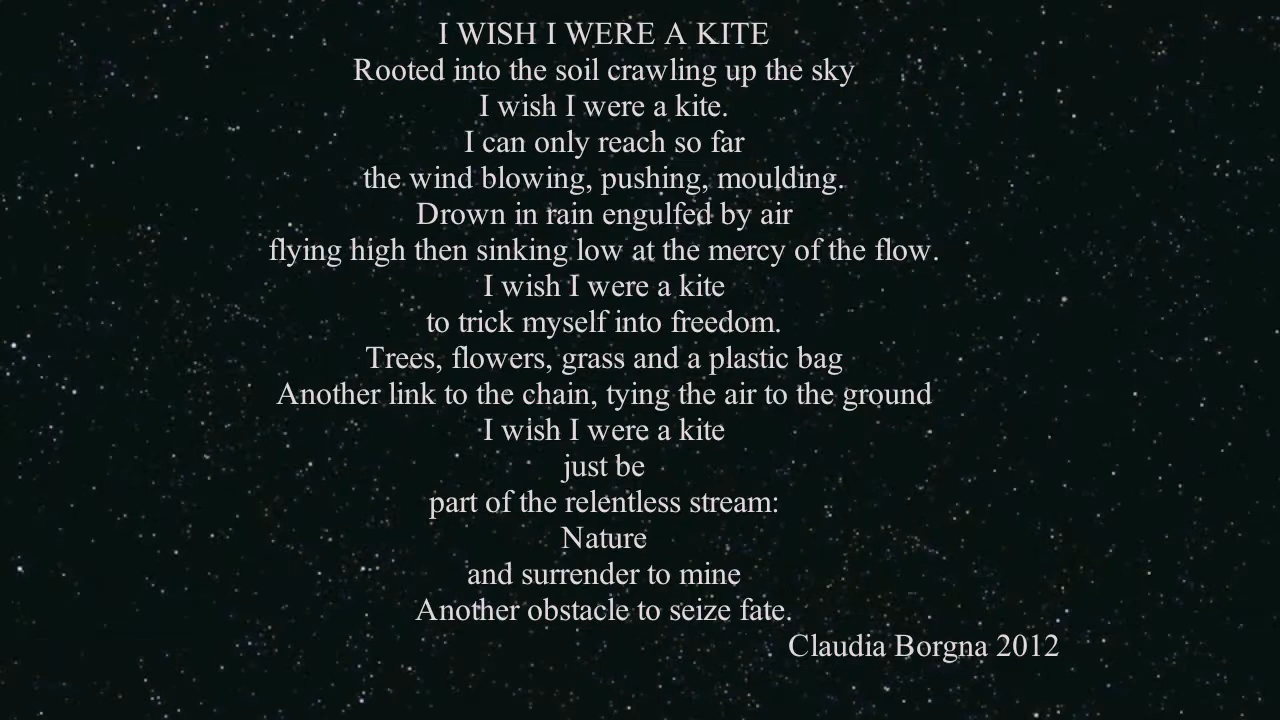 I WISH I WERE A KITE
Rooted into the soil crawling up the sky
I wish I were a kite.
I can only reach so far
the wind blowing, pushing, moulding.
Drown in rain engulfed by air
flying high then sinking low at the mercy of the flow.
I wish I were a kite
to trick myself into freedom.
Trees, flowers, grass and a plastic bag
Another link to the chain, tying the air to the ground
I wish I were a kite
just be
part of the relentless stream:
Nature
and surrender to mine
Another obstacle to seize fate.
Claudia Borgna 2012